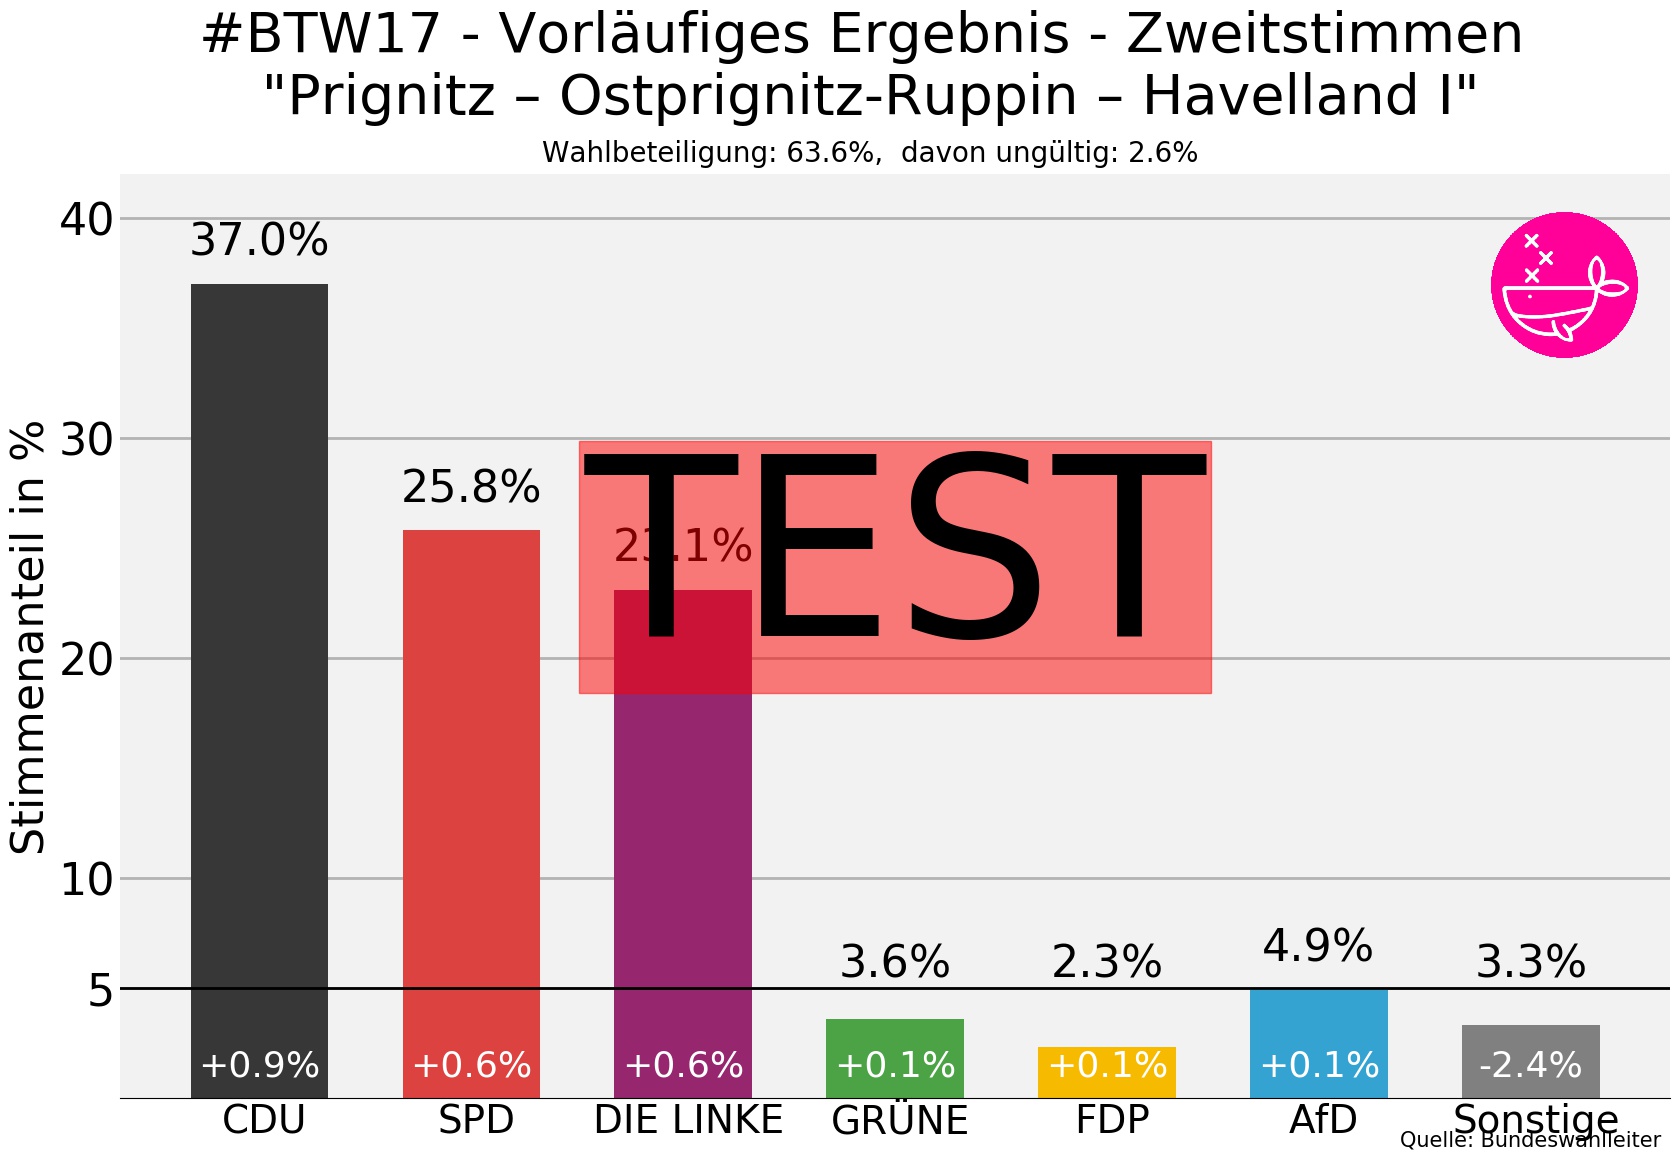 #BTW17 - Vorläufiges Ergebnis - Zweitstimmen
"Prignitz – Ostprignitz-Ruppin – Havelland I"
Wahlbeteiligung: 63.6%, davon ungültig: 2.6%
Stimmenanteil in %
40
30
20
10
5
37.0%
25.8%
23.1%
3.6%
2.3%
4.9%
3.3%
TEST
+0.9%
+0.6%
+0.6%
+0.1%
+0.1%
+0.1%
-2.4%
CDU
SPD
DIE LINKE
GRÜNE
FDP
AfD
Sonstige
Quelle: Bundeswahlleiter